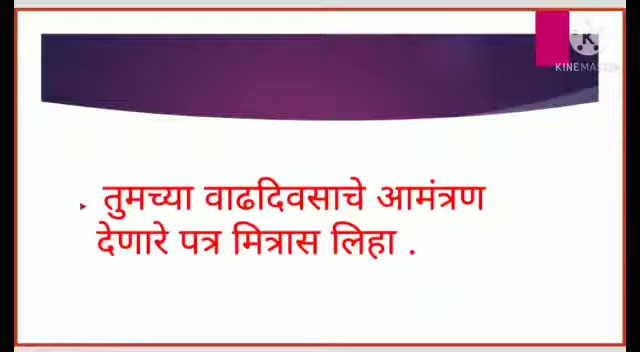 KINEMASTER
तुमच्या वाढदिवसाचे आमंत्रण
देणारे पत्र मित्रास लिहा .